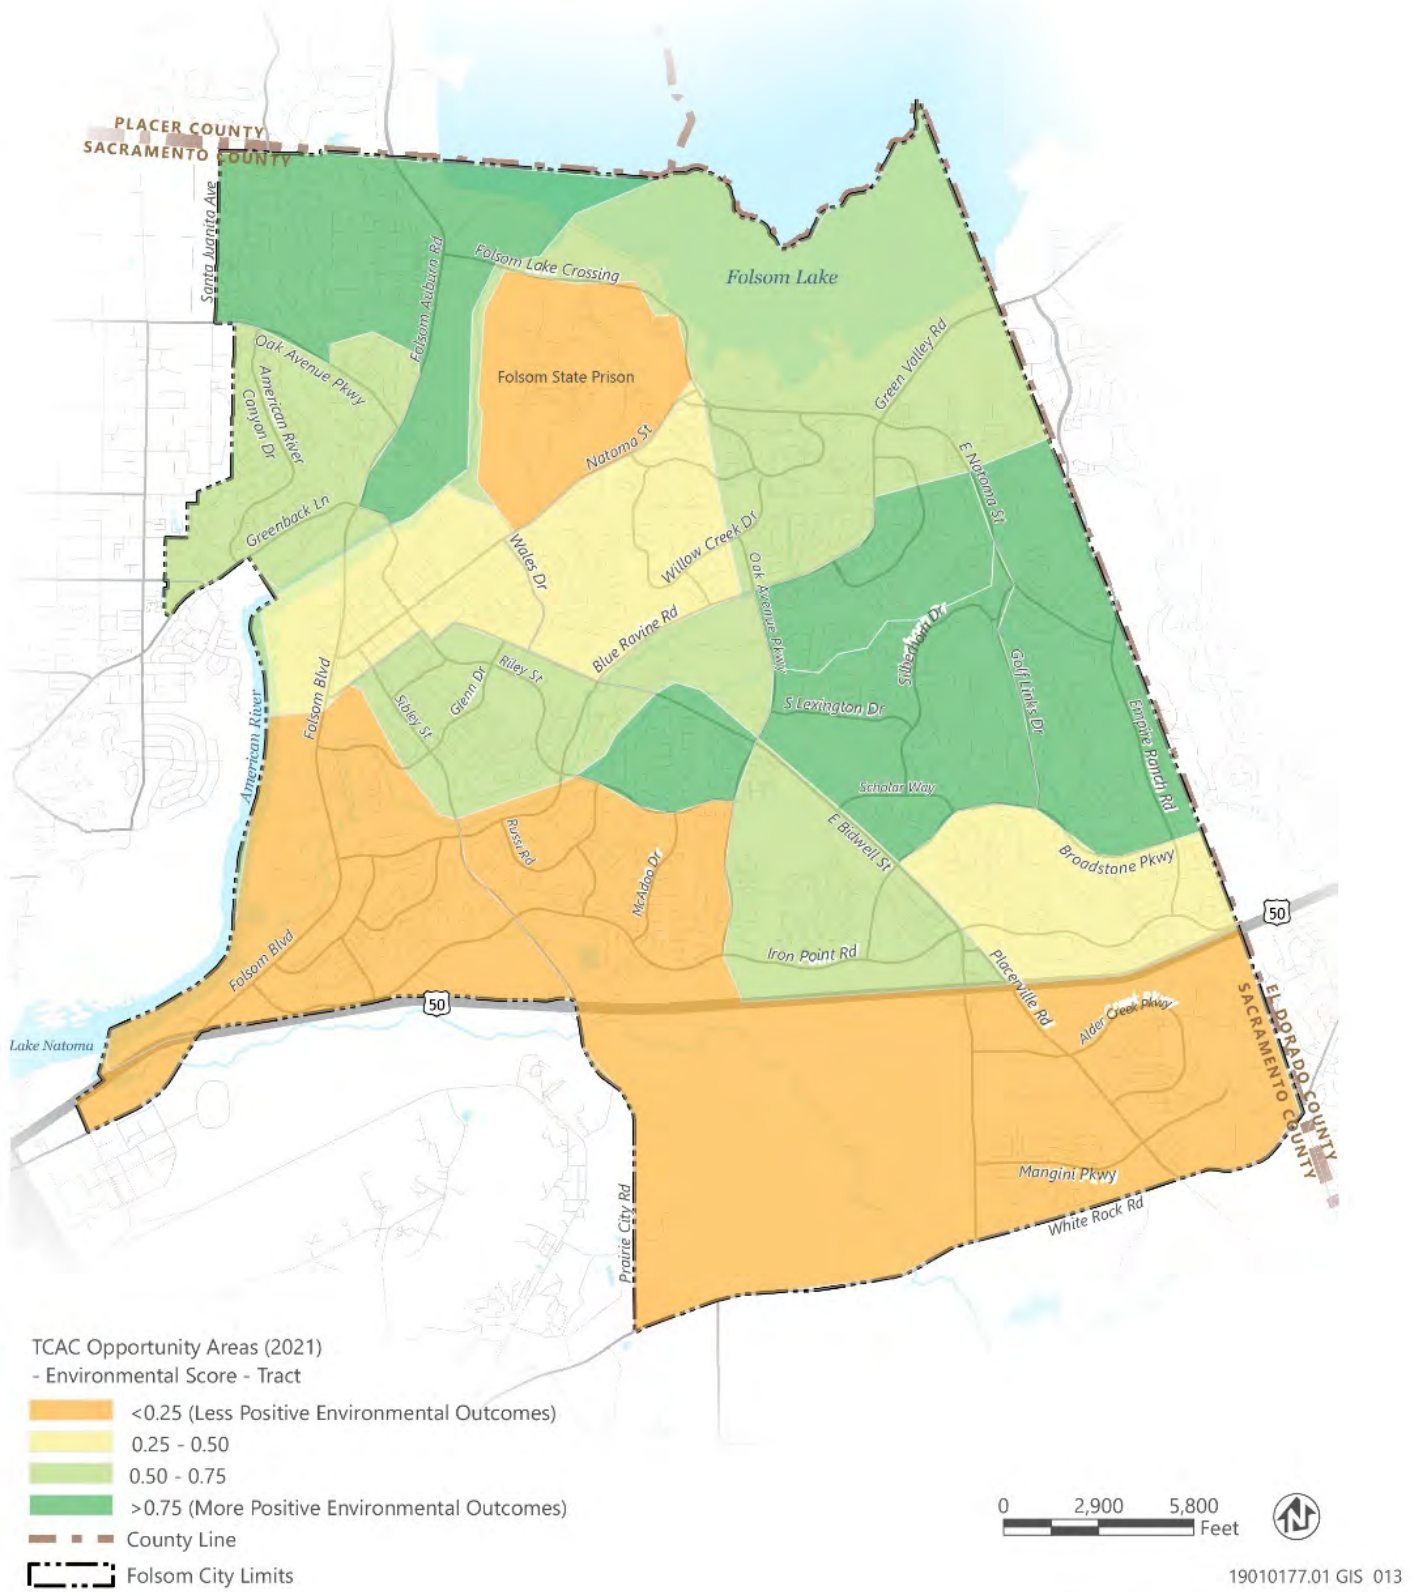 PLACER COUNTY
SACRAMENTO COUNTY
Santa Juanita Ave
Folsom Auburn Rd
Folsom Lake Crossing
Folsom Lake
Oak Avenue Pkwy
American River
Canyon Dr
Folsom State Prison
Green Valley Rd
Natoma St
E Natoma St
Greenback Ln
Wales Dr
Willow Creek Dr
Oak Avenue Pkwy
Blue Ravine Rd
Silberhorn Dr
Riley St
Glenn Dr
Sibley St
Folsom Blvd
American River
S Lexington Dr
Golf Links Dr
Empire Ranch Rd
Scholar Way
Russi Rd
McAdoo Dr
E Bidwell St
Broadstone Pkwy
50
Iron Point Rd
Folsom Blvd
Placerville Rd
50
Alder Creek Pkwy
Lake Natoma
EL DORADO COUNTY
SACRAMENTO COUNTY
Mangini Pkwy
White Rock Rd
Prairie City Rd
TCAC Opportunity Areas (2021)
- Environmental Score - Tract
<0.25 (Less Positive Environmental Outcomes)
0.25 - 0.50
0.50 - 0.75
>0.75 (More Positive Environmental Outcomes)
County Line
Folsom City Limits
0 2,900 5,800
Feet
N
19010177.01 GIS 013